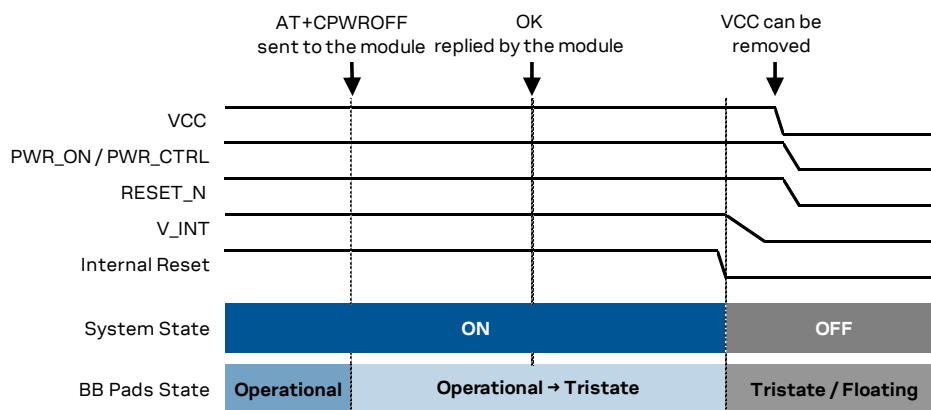 AT+CPWROFF
sent to the module
OK
replied by the module
VCC can be
removed
VCC
PWR_ON / PWR_CTRL
RESET_N
V_INT
Internal Reset
System State
ON
OFF
BB Pads State
Operational
Operational → Tristate
Tristate / Floating